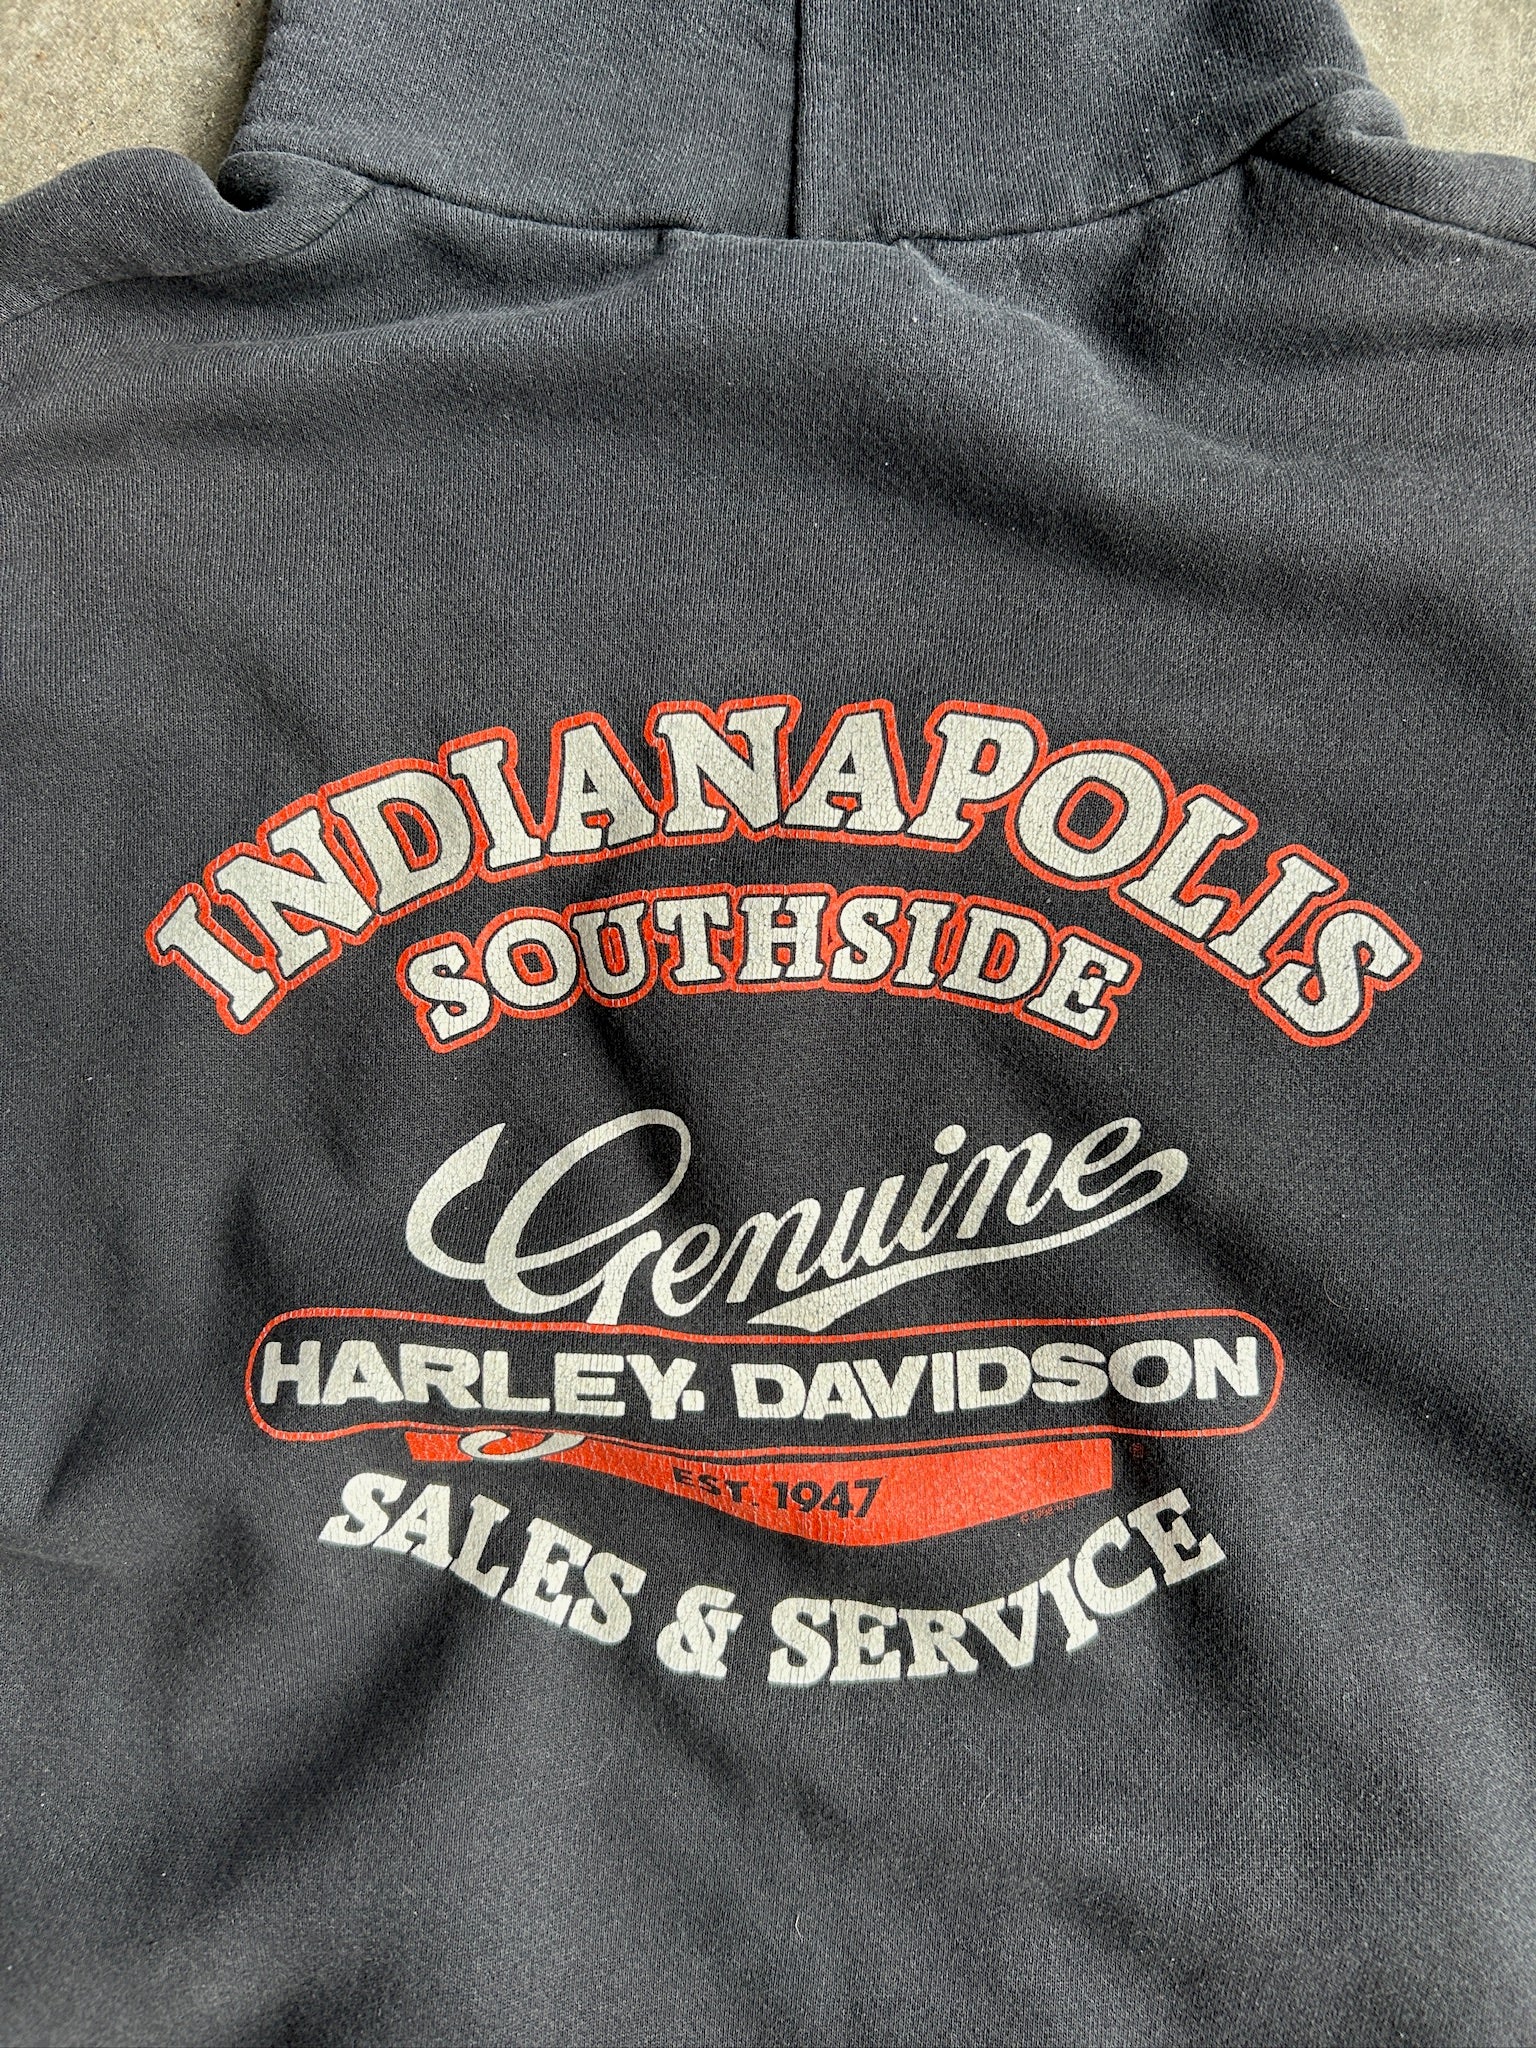 INDIANAPOLIS
SOUTHSIDE
Genuine
HARLEY-DAVIDSON
EST. 1947
SALES & SERVICE